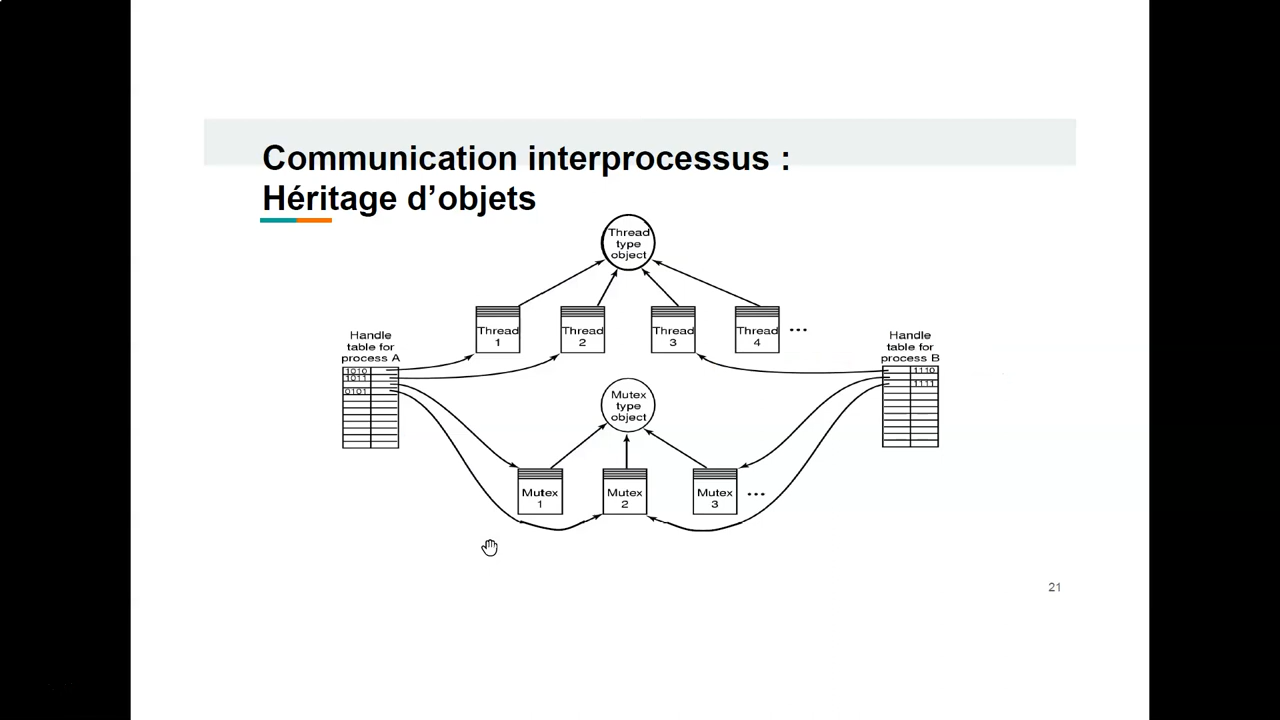 Communication interprocessus :
Héritage d’objets
Thread
type
object
Thread
1
Thread
2
Thread
3
Thread
4
...
Handle
table for
process A
1010
1011
0101
Handle
table for
process B
1110
1111
Mutex
type
object
Mutex
1
Mutex
2
Mutex
3
...
21